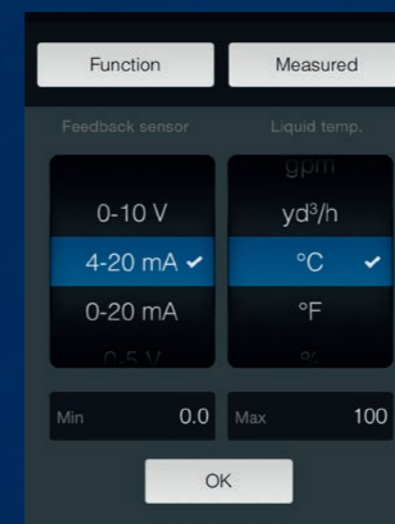 Function Measured
Feedback sensor Liquid temp.
gpm
0-10 V yd³/h
4-20 mA ✔ °C ✔
0-20 mA °F
0-5 V %
Min 0.0 Max 100
OK